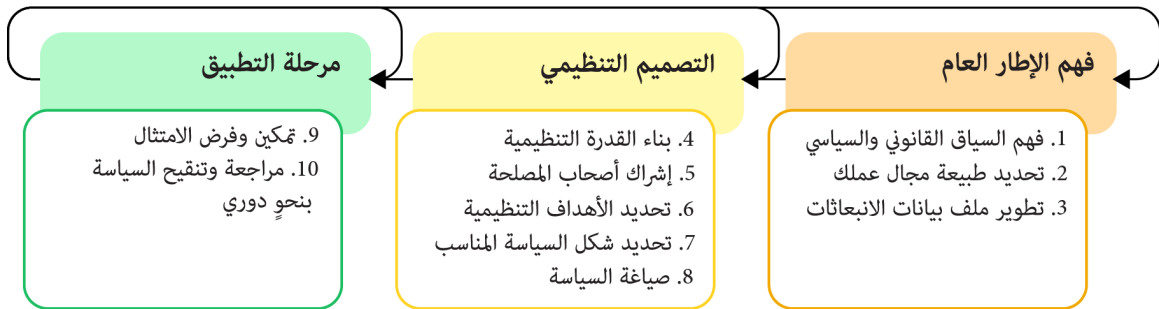 فهم الإطار العام
1. فهم السياق القانوني والسياسي
2. تحديد طبيعة مجال عملك
3. تطوير ملف بيانات الانبعاثات
التصميم التنظيمي
4. بناء القدرة التنظيمية
5. إشراك أصحاب المصلحة
6. تحديد الأهداف التنظيمية
7. تحديد شكل السياسة المناسب
8. صياغة السياسة
مرحلة التطبيق
9. تمكين وفرض الامتثال
10. مراجعة وتنقيح السياسة
بنحوٍ دوري